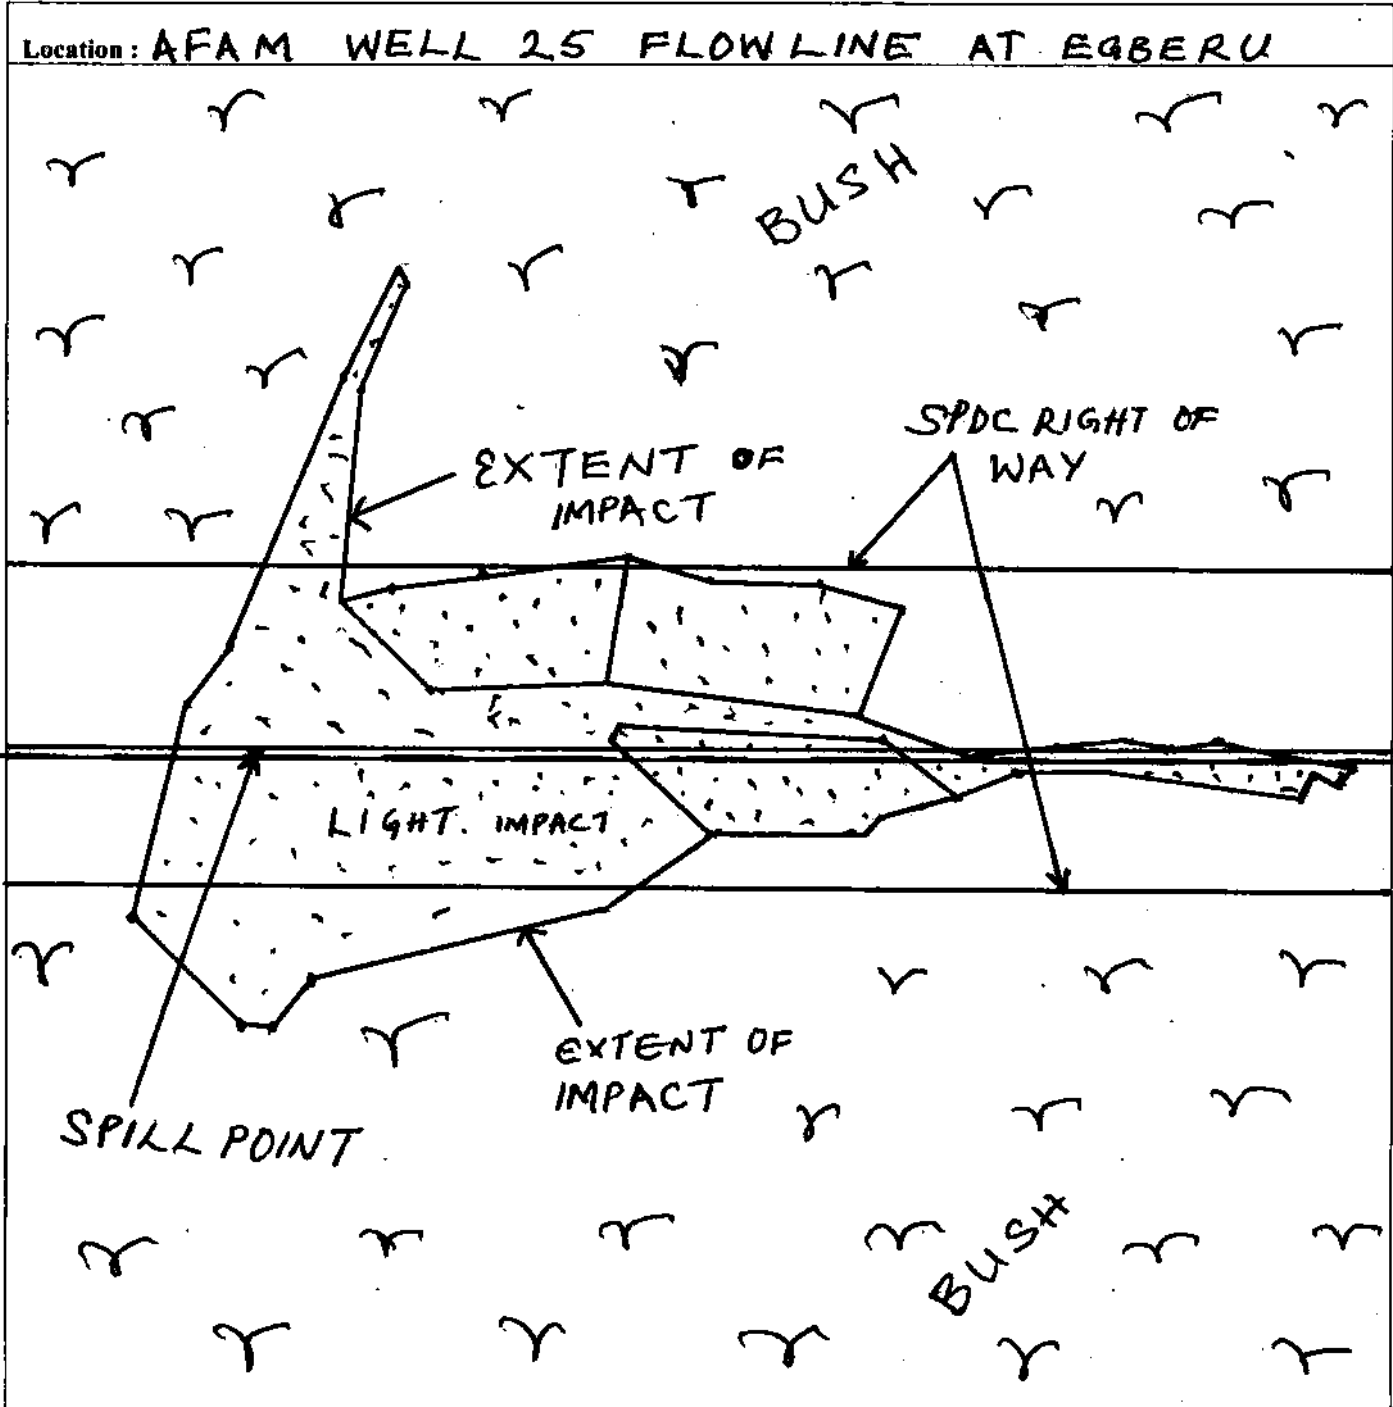 Location : AFAM WELL 25 FLOWLINE AT EGBERU
BUSH
SPDC RIGHT OF
WAY
EXTENT OF
IMPACT
LIGHT. IMPACT
EXTENT OF
IMPACT
SPILL POINT
BUSH